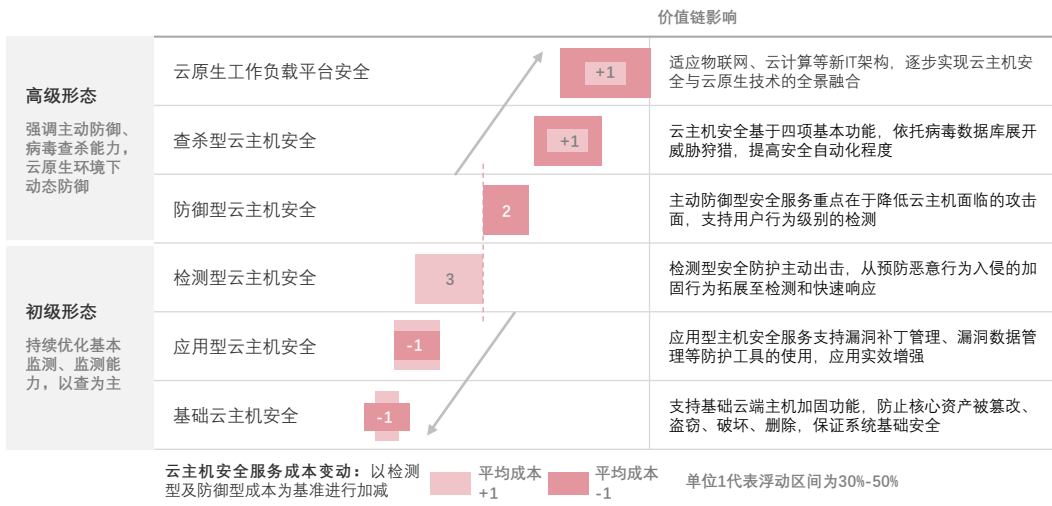 价值链影响
高级形态
强调主动防御、
病毒查杀能力，
云原生环境下
动态防御
云原生工作负载平台安全
+1
适应物联网、云计算等新IT架构，逐步实现云主机安
全与云原生技术的全景融合
查杀型云主机安全
+1
云主机安全基于四项基本功能，依托病毒数据库展开
威胁狩猎，提高安全自动化程度
防御型云主机安全
2
主动防御型安全服务重点在于降低云主机面临的攻击
面，支持用户行为级别的检测
初级形态
持续优化基本
监测、监测能
力，以查为主
检测型云主机安全
3
检测型安全防护主动出击，从预防恶意行为入侵的加
固行为拓展至检测和快速响应
应用型云主机安全
-1
应用型主机安全服务支持漏洞补丁管理、漏洞数据管
理等防护工具的使用，应用实效增强
基础云主机安全
-1
支持基础云端主机加固功能，防止核心资产被篡改、
盗窃、破坏、删除，保证系统基础安全
云主机安全服务成本变动：以检测
型及防御型成本为基准进行加减
平均成本
+1
平均成本
-1
单位1代表浮动区间为30%-50%